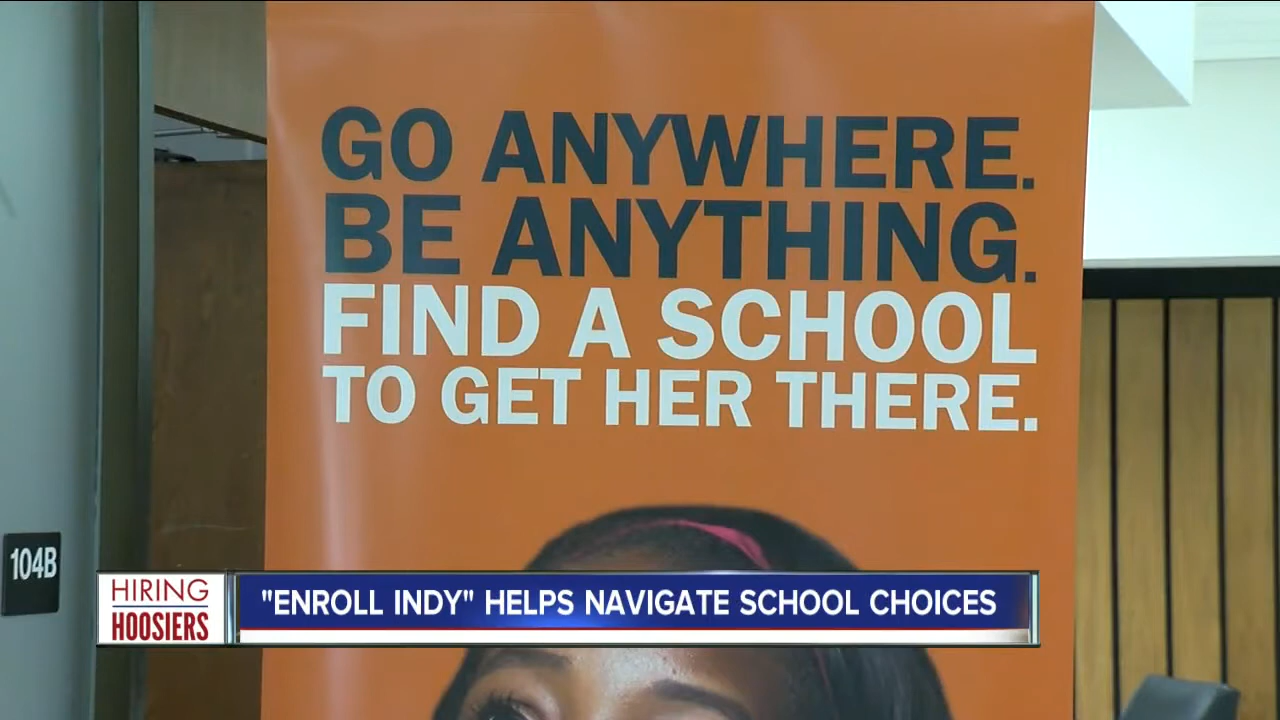 GO ANYWHERE.
BE ANYTHING.
FIND A SCHOOL
TO GET HER THERE.
104B
HIRING
HOOSIERS
"ENROLL INDY" HELPS NAVIGATE SCHOOL CHOICES